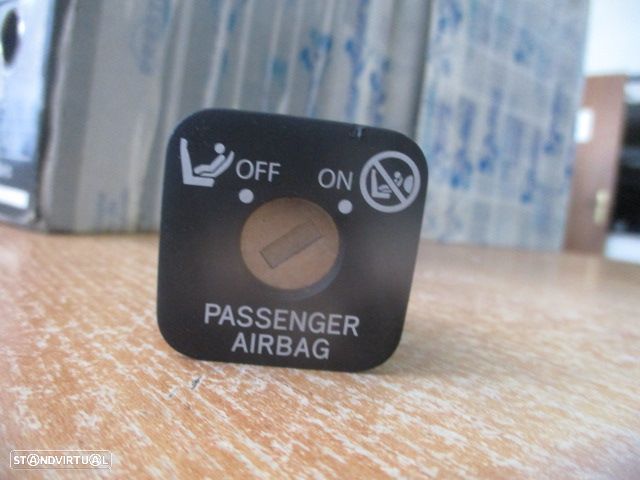 OFF ON
PASSENGER
AIRBAG
STANDVIRTUAL